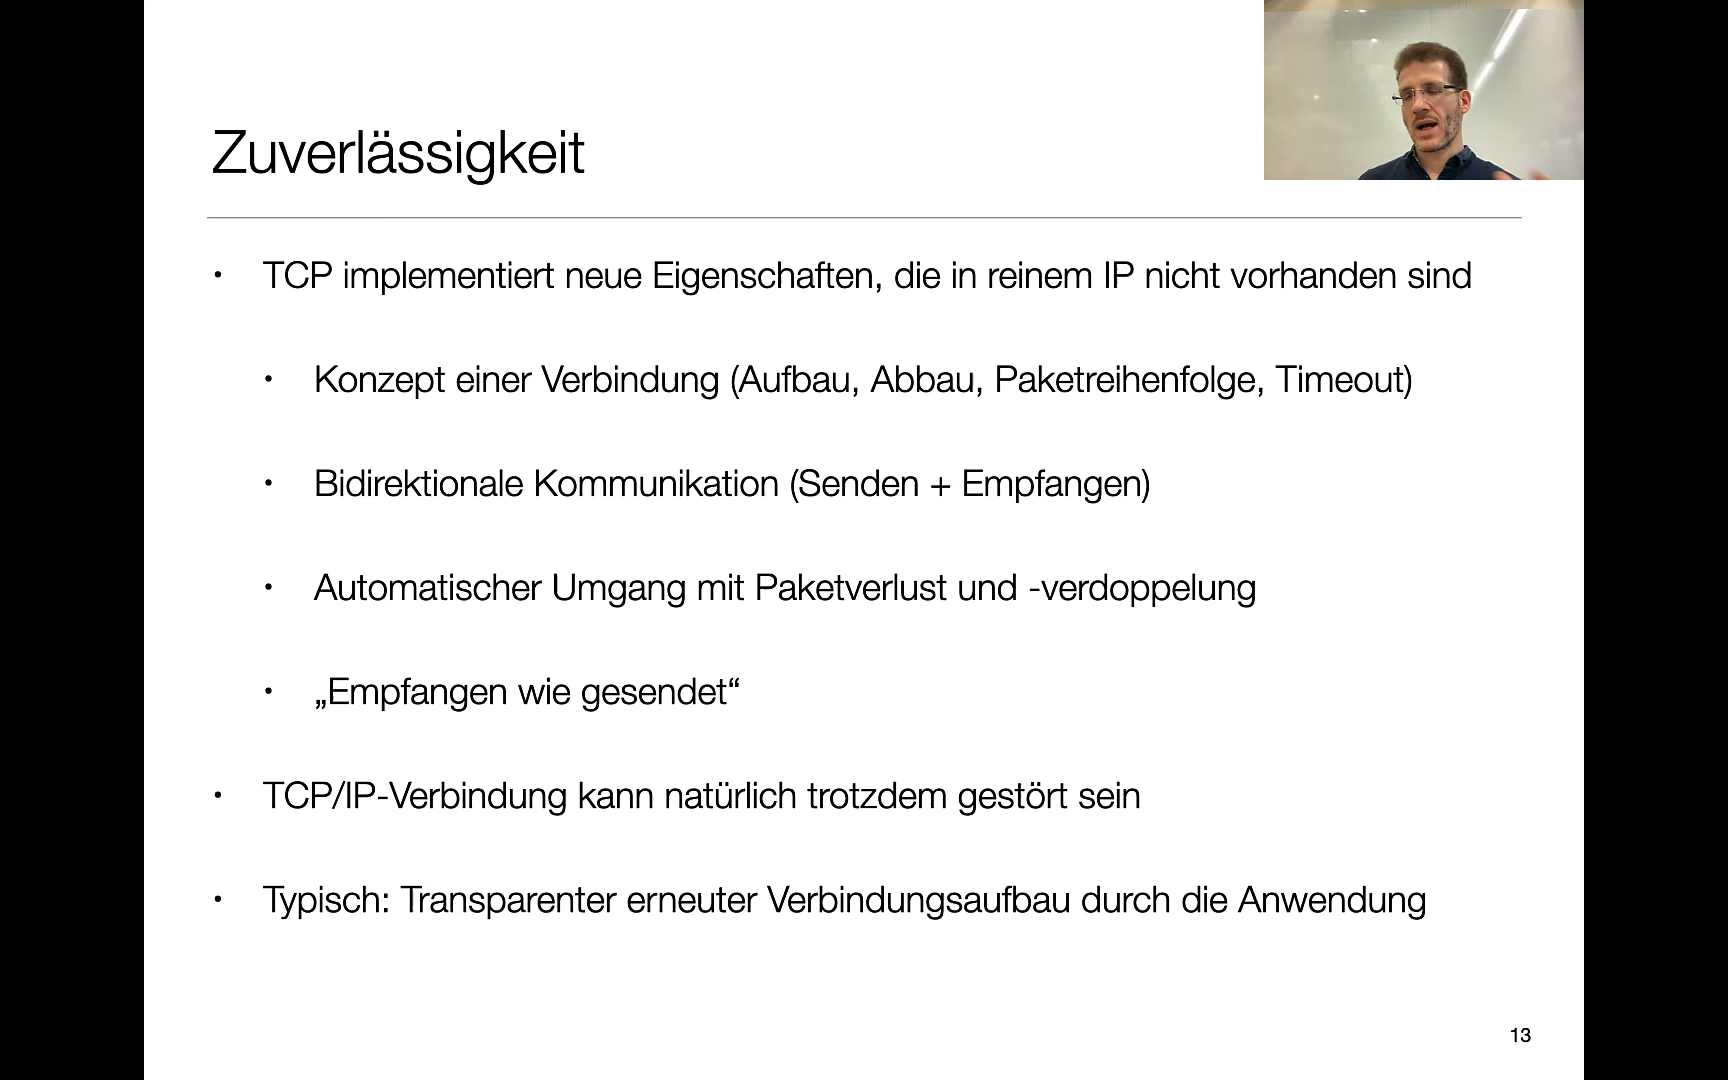 Zuverlässigkeit
• TCP implementiert neue Eigenschaften, die in reinem IP nicht vorhanden sind
• Konzept einer Verbindung (Aufbau, Abbau, Paketreihenfolge, Timeout)
• Bidirektionale Kommunikation (Senden + Empfangen)
• Automatischer Umgang mit Paketverlust und -verdoppelung
• „Empfangen wie gesendet“
• TCP/IP-Verbindung kann natürlich trotzdem gestört sein
• Typisch: Transparenter erneuter Verbindungsaufbau durch die Anwendung
13